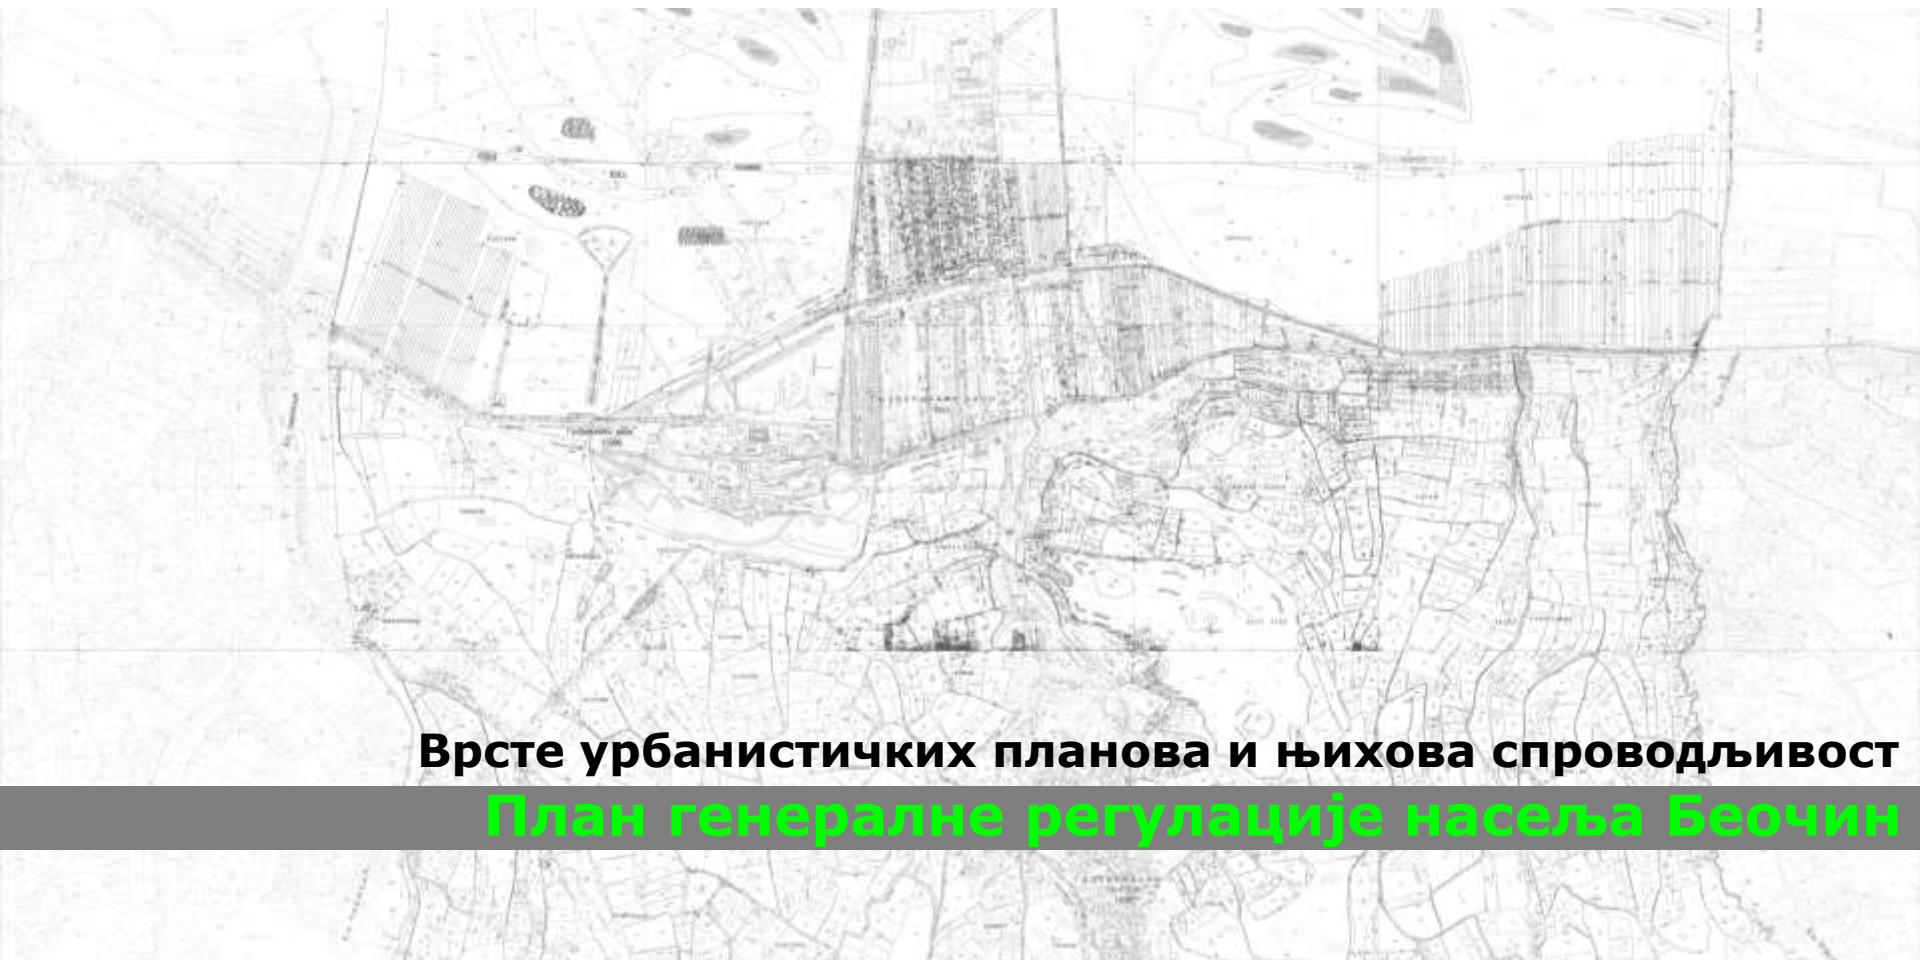 Врсте урбанистичких планова и њихова спроводљивост
План генералне регулације насеља Беочин